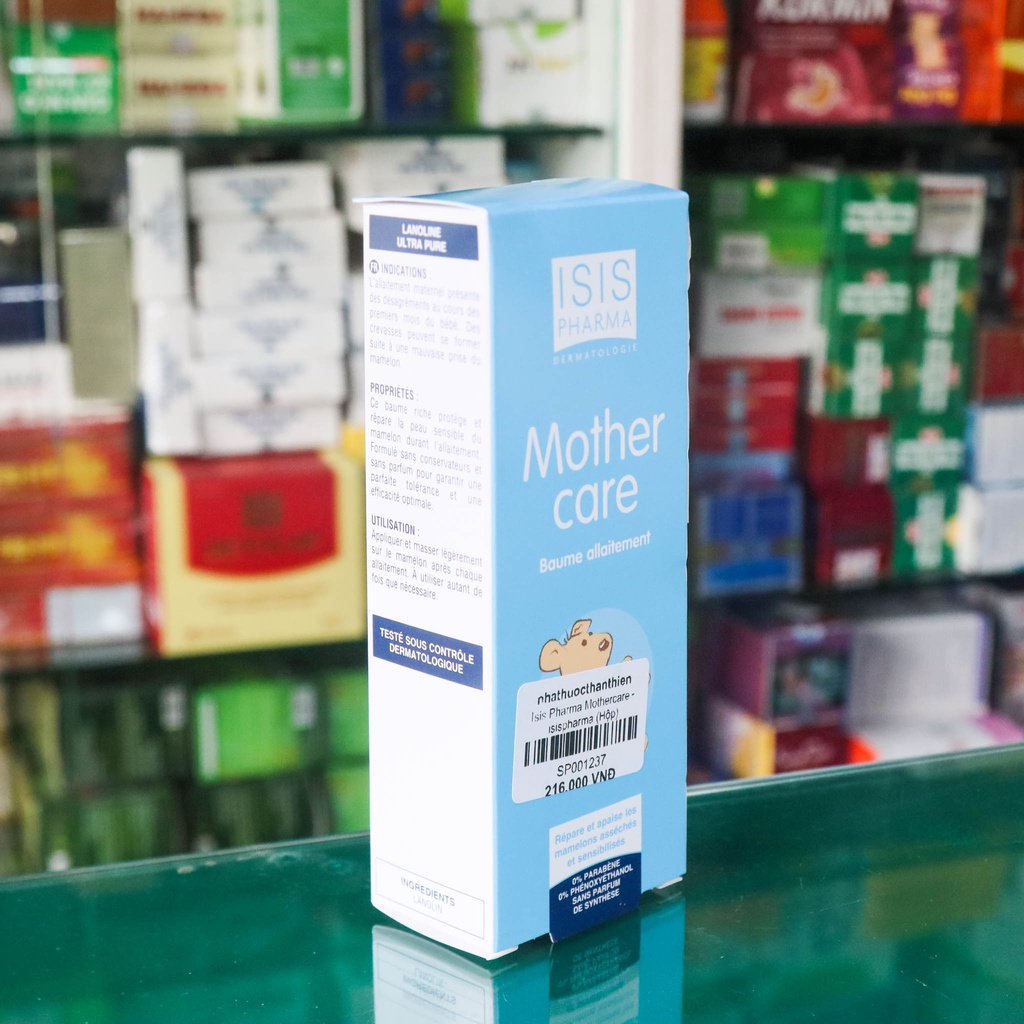 LANOLINE
ULTRA PURE
FR INDICATIONS :
L'allaitement maternel présente
des désagréments au cours des
premiers mois du bébé. Des
crevasses peuvent se former
suite à une mauvaise prise du
mamelon.
PROPRIÉTÉS :
Ce baume riche protège et
répare la peau sensible du
mamelon durant l'allaitement.
Formulé sans conservateurs et
sans parfum pour garantir une
parfaite tolérance et une
efficacité optimale.
UTILISATION :
Appliquer et masser légèrement
sur le mamelon après chaque
allaitement. À utiliser autant de
fois que nécessaire.
TESTÉ SOUS CONTRÔLE
DERMATOLOGIQUE
INGREDIENTS
LANOLIN
ISIS
PHARMA
DERMATOLOGIE
Mother
care
Baume allaitement
nhathuocthanthien
Isis Pharma Mothercare -
isispharma (Hộp)
SP001237
216.000 VNĐ
Répare et apaise les
mamelons asséchés
et sensibilisés
0% PARABÈNE
0% PHÉNOXYETHANOL
SANS PARFUM
DE SYNTHÈSE